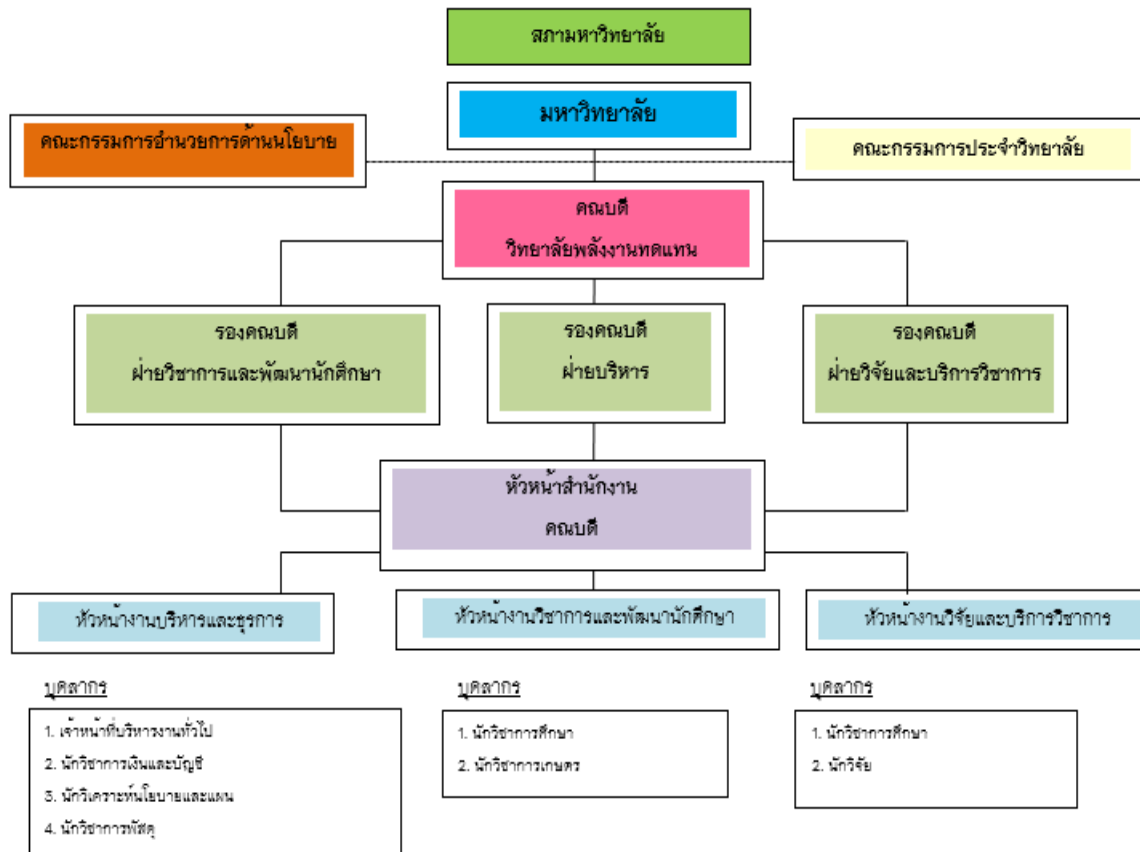 สภามหาวิทยาลัย
มหาวิทยาลัย
คณะกรรมการอำนวยการด้านนโยบาย
คณะกรรมการประจำวิทยาลัย
คณบดี
วิทยาลัยพลังงานทดแทน
รองคณบดี
ฝ่ายวิชาการและพัฒนานักศึกษา
รองคณบดี
ฝ่ายบริหาร
รองคณบดี
ฝ่ายวิจัยและบริการวิชาการ
หัวหน้าสำนักงาน
คณบดี
หัวหน้างานบริหารและธุรการ
หัวหน้างานวิชาการและพัฒนานักศึกษา
หัวหน้างานวิจัยและบริการวิชาการ
บุคลากร
1. เจ้าหน้าที่บริหารงานทั่วไป
2. นักวิชาการเงินและบัญชี
3. นักวิเคราะห์นโยบายและแผน
4. นักวิชาการพัสดุ
บุคลากร
1. นักวิชาการศึกษา
2. นักวิชาการเกษตร
บุคลากร
1. นักวิชาการศึกษา
2. นักวิจัย